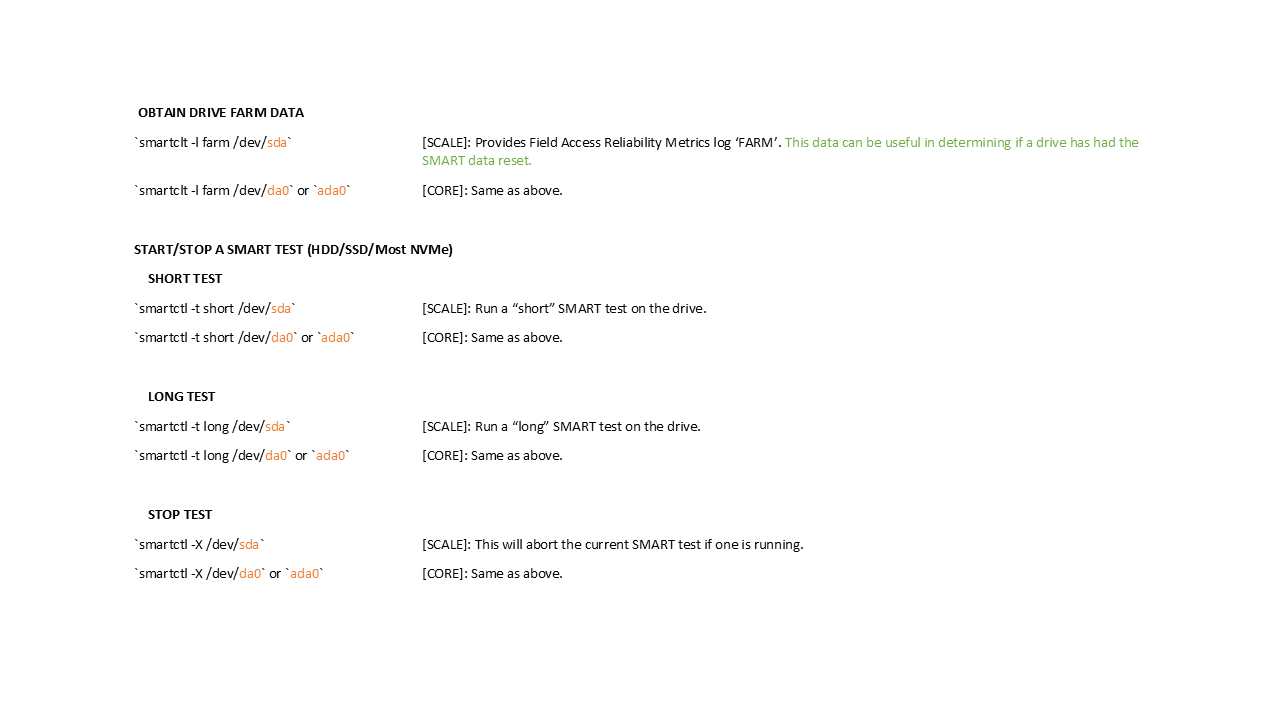 OBTAIN DRIVE FARM DATA
`smartclt -l farm /dev/sda` [SCALE]: Provides Field Access Reliability Metrics log ‘FARM’. This data can be useful in determining if a drive has had the
SMART data reset.
`smartclt -l farm /dev/da0` or `ada0` [CORE]: Same as above.
START/STOP A SMART TEST (HDD/SSD/Most NVMe)
SHORT TEST
`smartctl -t short /dev/sda` [SCALE]: Run a “short” SMART test on the drive.
`smartctl -t short /dev/da0` or `ada0` [CORE]: Same as above.
LONG TEST
`smartctl -t long /dev/sda` [SCALE]: Run a “long” SMART test on the drive.
`smartctl -t long /dev/da0` or `ada0` [CORE]: Same as above.
STOP TEST
`smartctl -X /dev/sda` [SCALE]: This will abort the current SMART test if one is running.
`smartctl -X /dev/da0` or `ada0` [CORE]: Same as above.